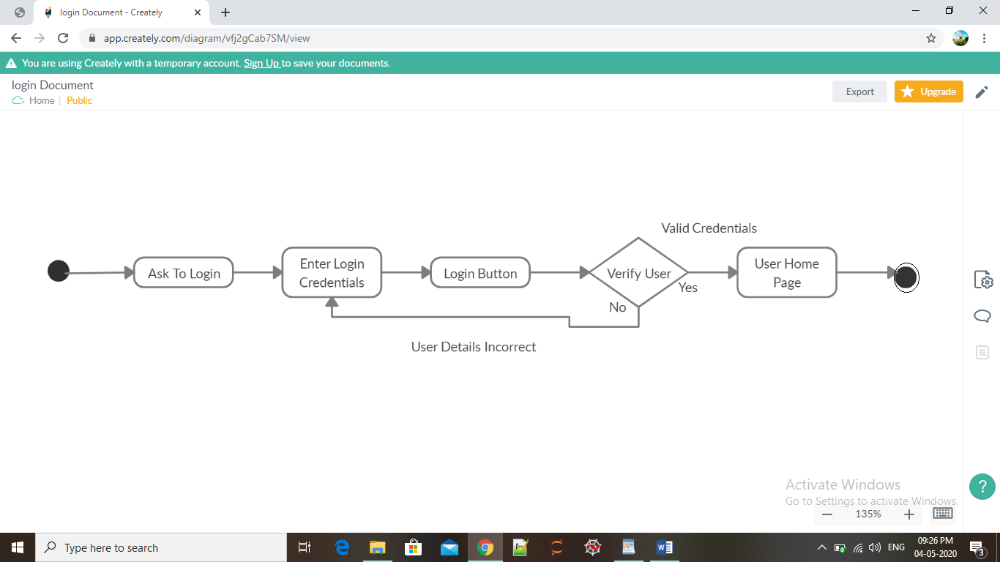 login Document - Creately
app.creately.com/diagram/vfj2gCab7SM/view
You are using Creately with a temporary account. Sign Up to save your documents.
login Document
Home | Public
Export
Upgrade
Valid Credentials
Ask To Login
Enter Login
Credentials
Login Button
Verify User
User Home
Page
Yes
No
User Details Incorrect
Activate Windows
Go to Settings to activate Windows.
135%
?
Type here to search
ENG
09:26 PM
04-05-2020
3